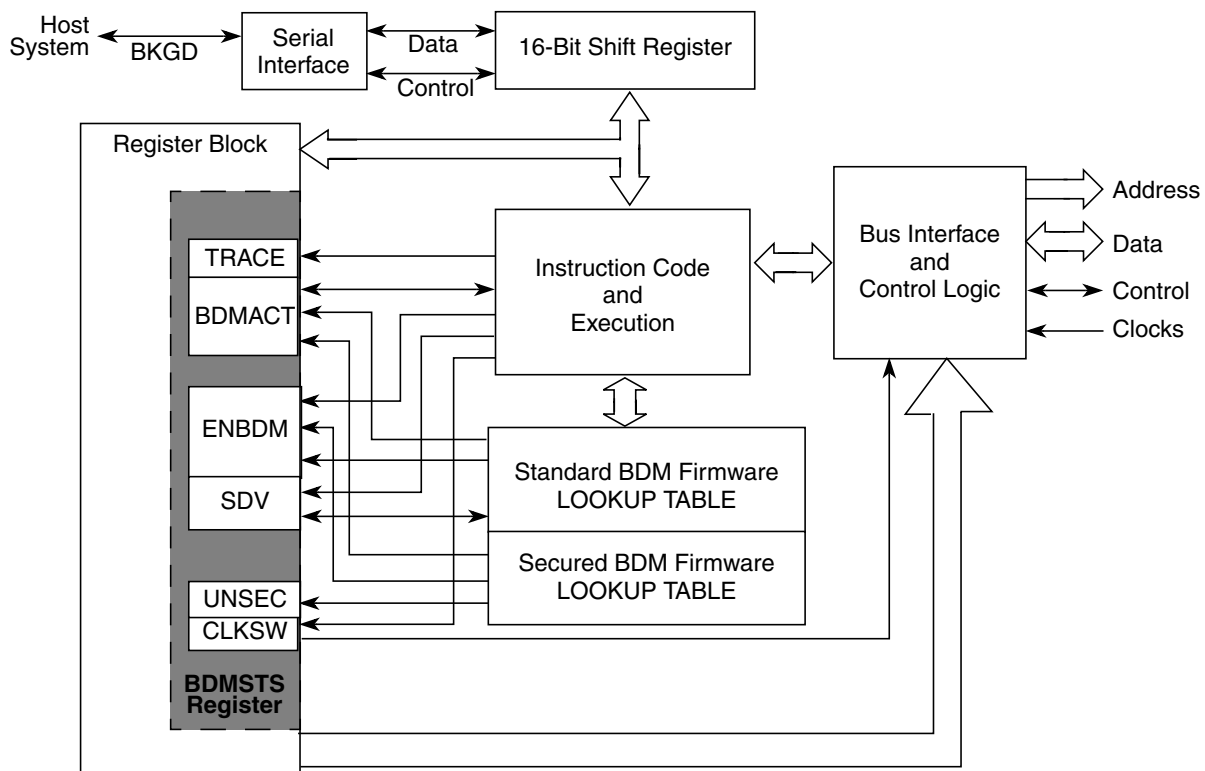 Host
System
BKGD
Serial
Interface
Data
Control
16-Bit Shift Register
Register Block
TRACE
BDMACT
ENBDM
SDV
UNSEC
CLKSW
BDMSTS
Register
Instruction Code
and
Execution
Standard BDM Firmware
LOOKUP TABLE
Secured BDM Firmware
LOOKUP TABLE
Bus Interface
and
Control Logic
Address
Data
Control
Clocks